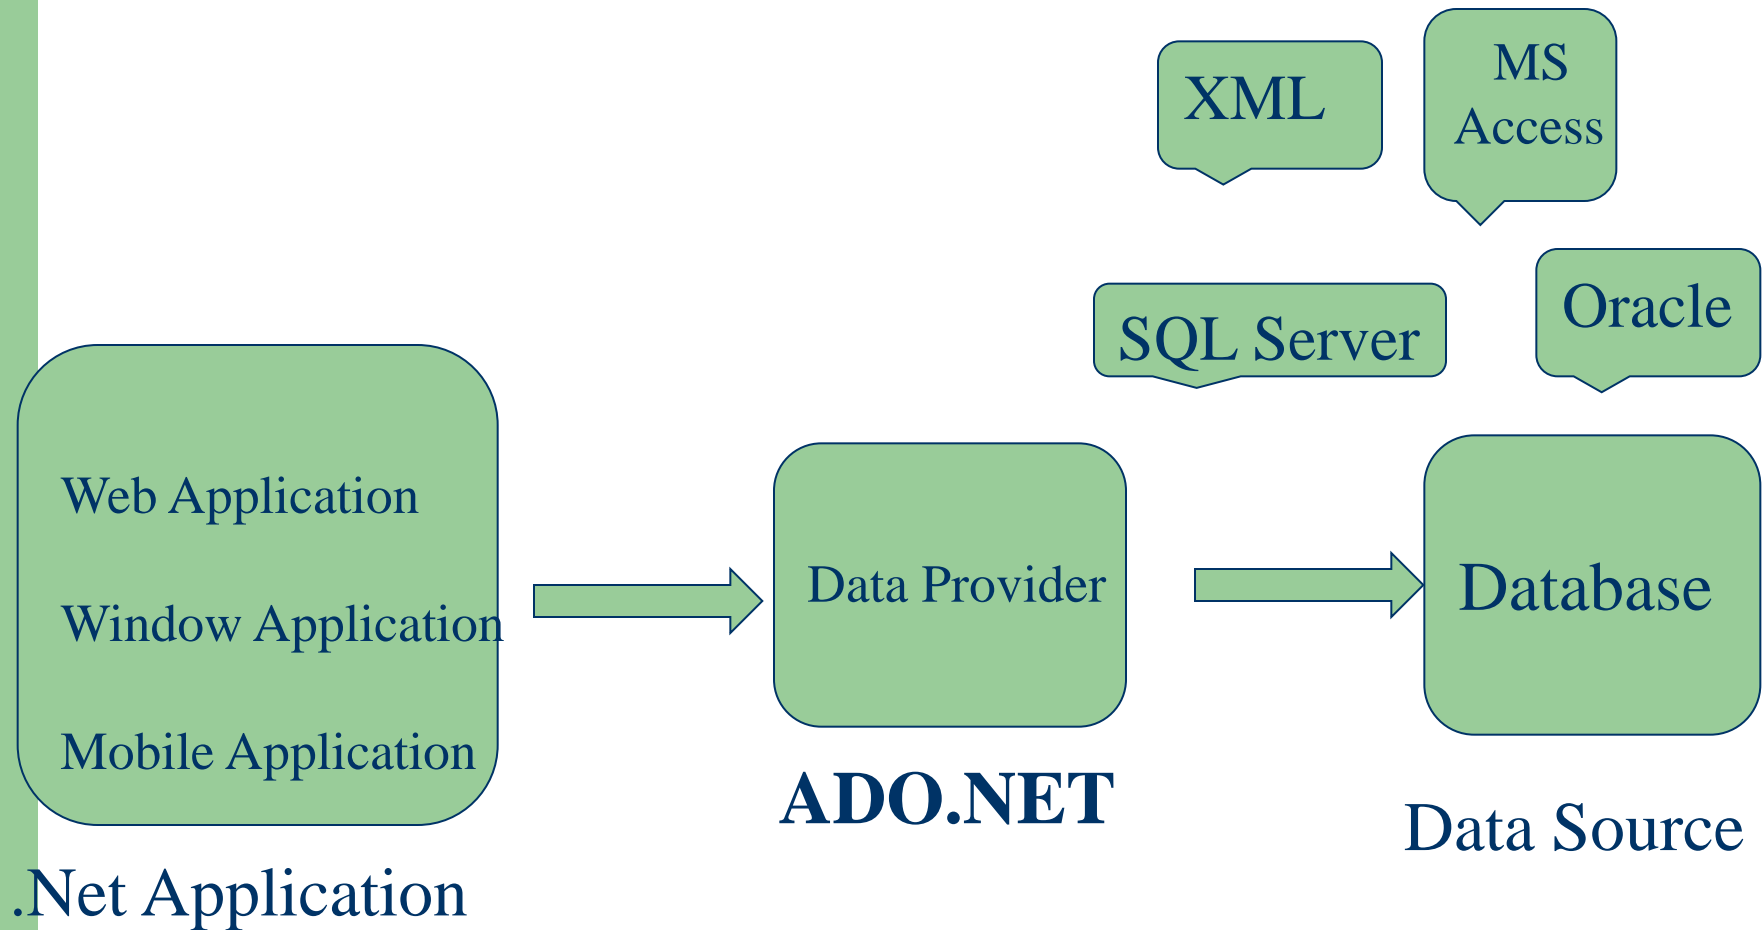 XML
MS
Access
SQL Server
Oracle
Web Application
Window Application
Mobile Application
Data Provider
Database
ADO.NET
Data Source
.Net Application